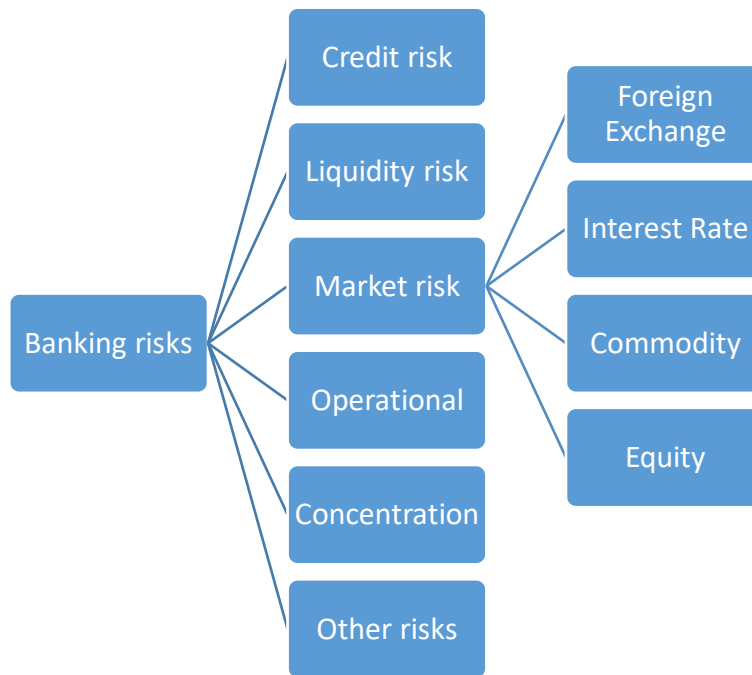 Banking risks
Credit risk
Liquidity risk
Market risk
Operational
Concentration
Other risks
Foreign
Exchange
Interest Rate
Commodity
Equity